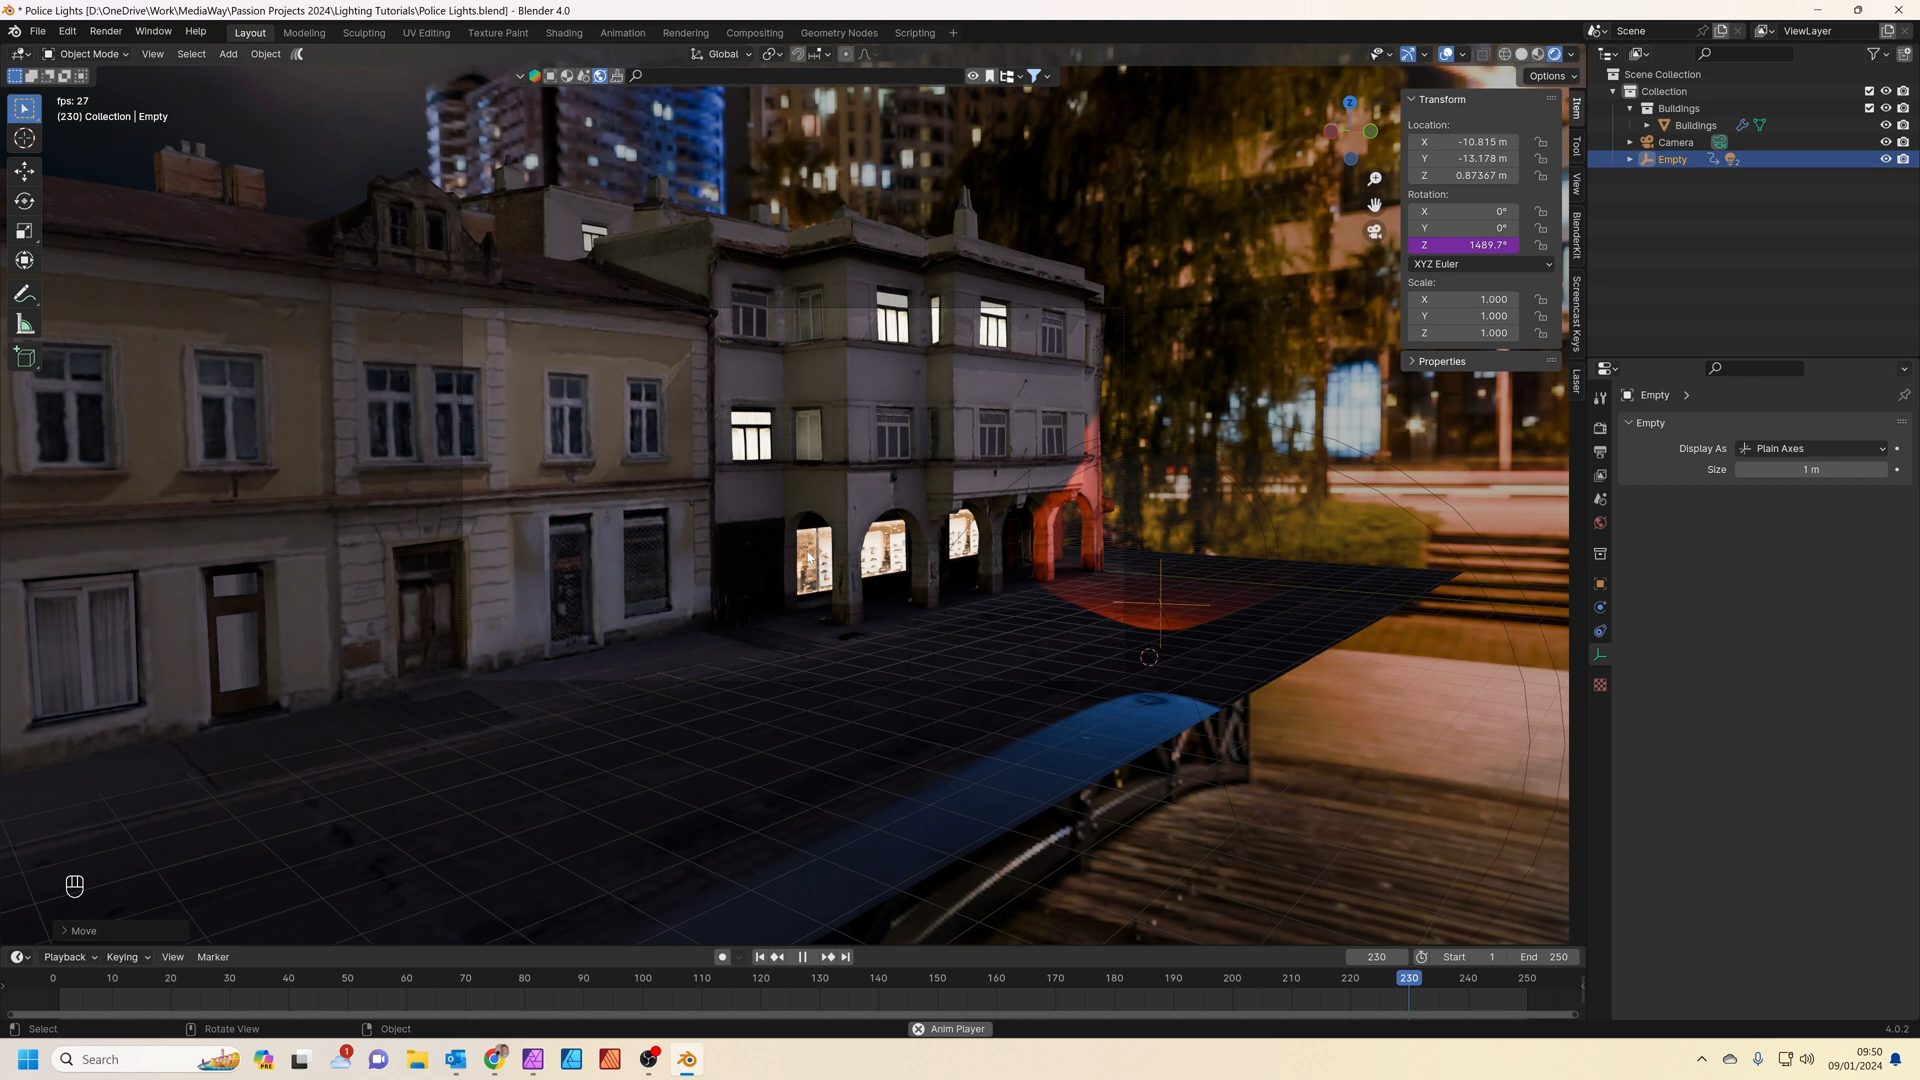 * Police Lights [D:\OneDrive\Work\MediaWay\Passion Projects 2024\Lighting Tutorials\Police Lights.blend] - Blender 4.0
File Edit Render Window Help
Layout Modeling Sculpting UV Editing Texture Paint Shading Animation Rendering Compositing Geometry Nodes Scripting +
Scene
ViewLayer
Object Mode View Select Add Object
Global
Options
fps: 27
(230) Collection | Empty
Z
Transform
Location:
X -10.815 m
Y -13.178 m
Z 0.87367 m
Rotation:
X 0°
Y 0°
Z 1489.7°
XYZ Euler
Scale:
X 1.000
Y 1.000
Z 1.000
Properties
Item
Tool
View
BlenderKit
Screencast Keys
Laser
Scene Collection
Collection
Buildings
Buildings
Camera
Empty
2
Empty
Empty
Display As Plain Axes
Size 1 m
Move
Playback Keying View Marker
230
Start 1
End 250
0 10 20 30 40 50 60 70 80 90 100 110 120 130 140 150 160 170 180 190 200 210 220 230 240 250
Select Rotate View Object
Anim Player
4.0.2
Search
PRE
1
09:50
09/01/2024